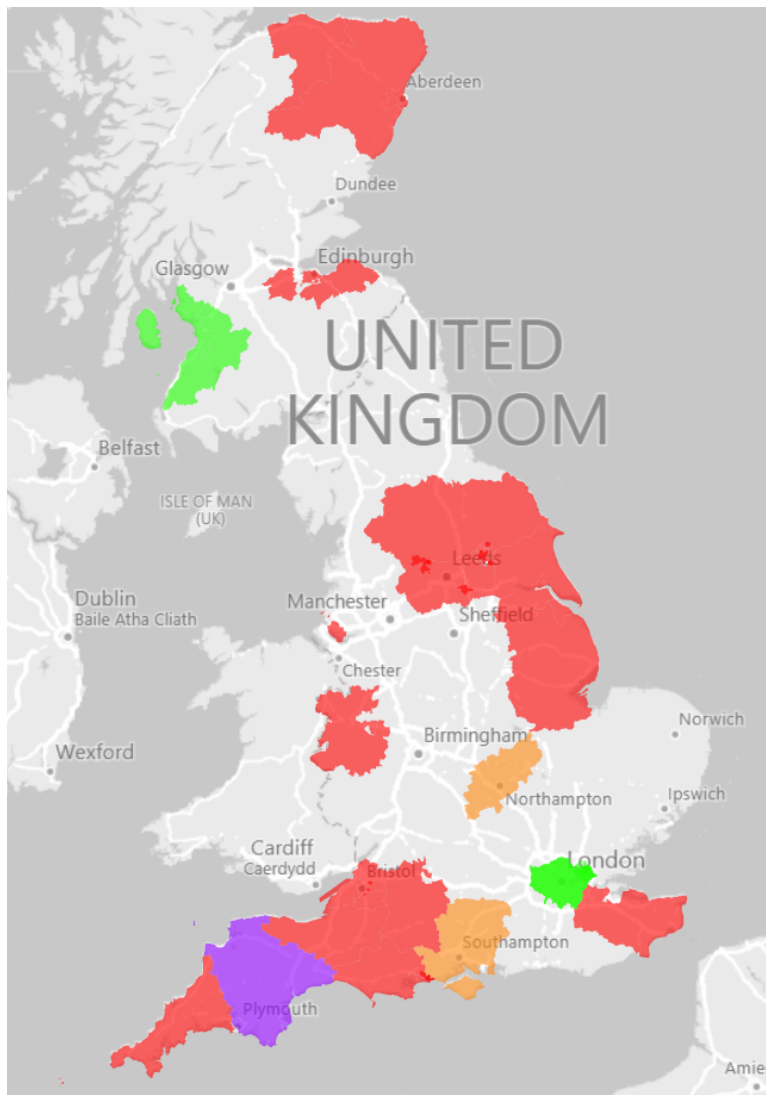 Aberdeen
Dundee
Edinburgh
Glasgow
UNITED
KINGDOM
Belfast
ISLE OF MAN
(UK)
Leeds
Dublin
Baile Atha Cliath
Manchester
Sheffield
Chester
Norwich
Wexford
Birmingham
Northampton
Ipswich
Cardiff
Caerdydd
London
Bristol
Southampton
Plymouth
Amie